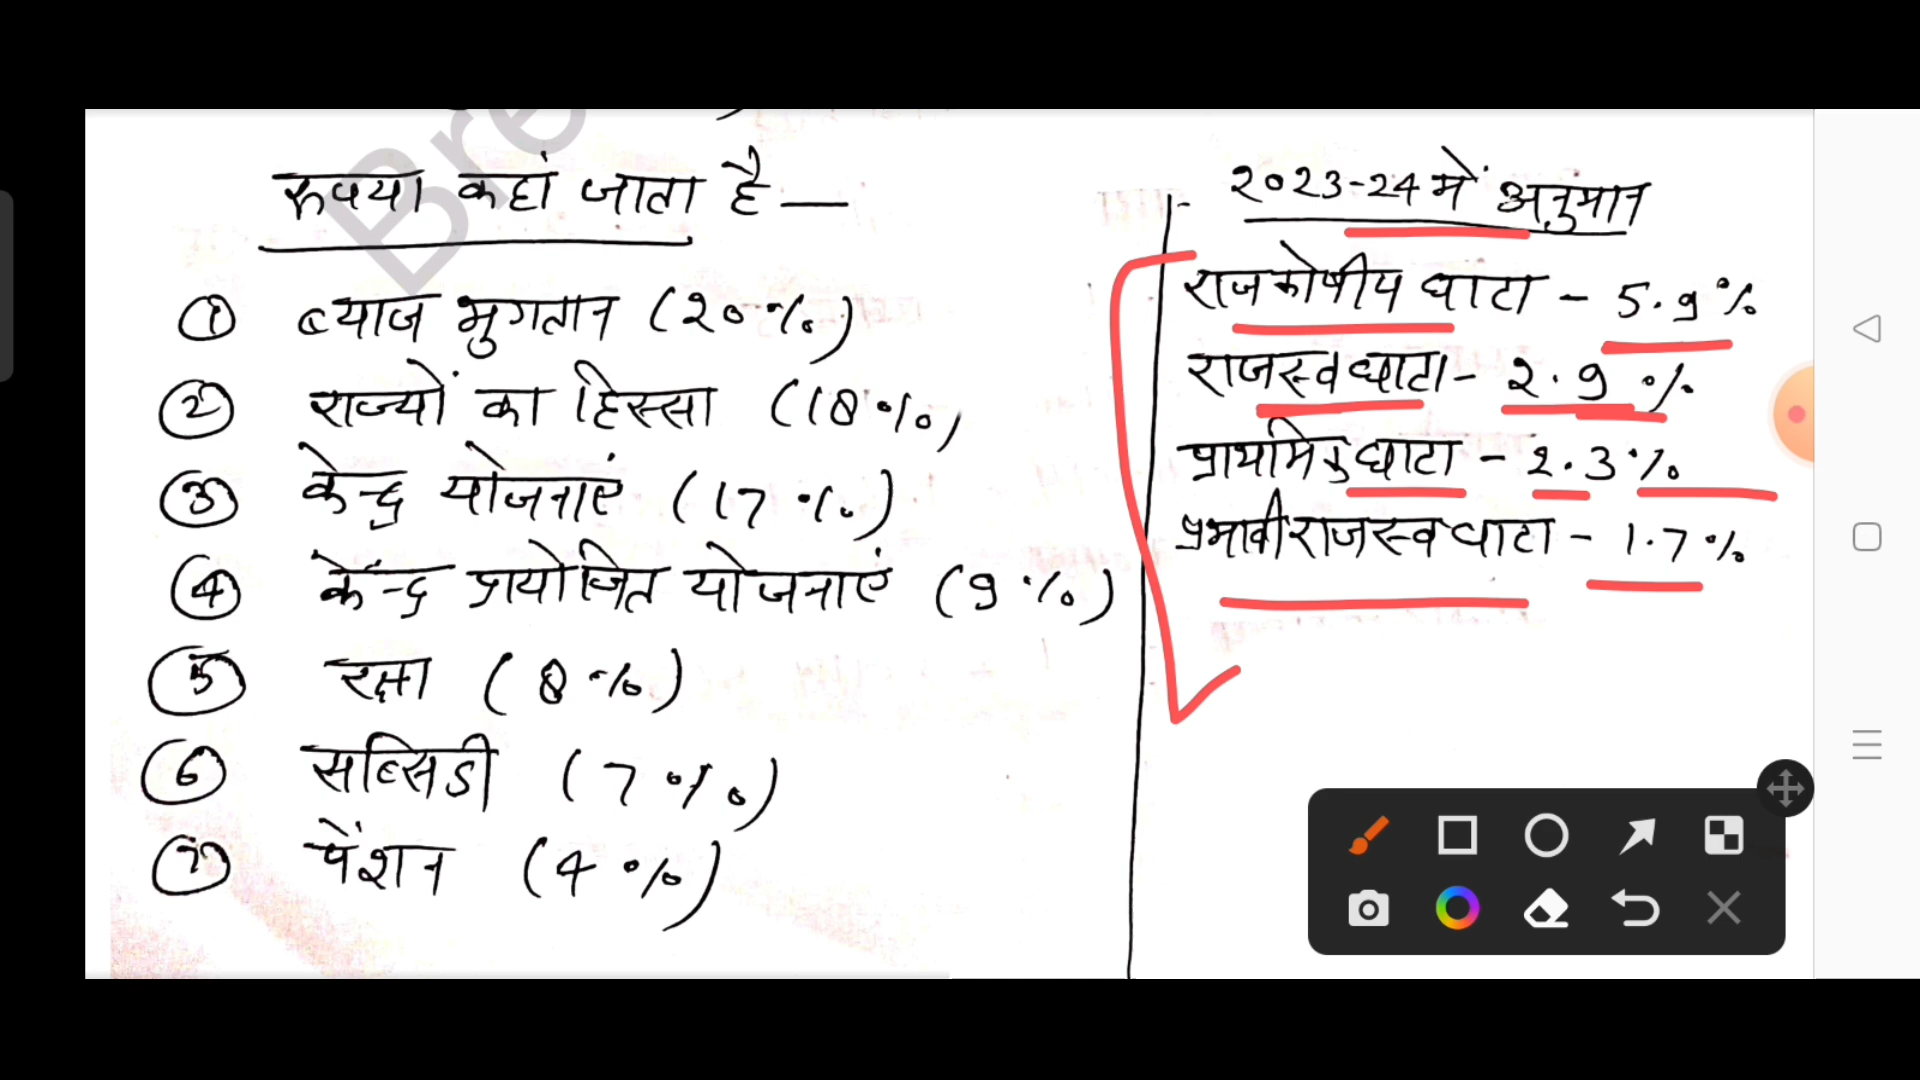 Bre
रुपया कहां जाता है —
① ब्याज भुगतान (20%)
② राज्यों का हिस्सा (18%)
③ केन्द्र योजनाएं (17%)
④ केन्द्र प्रायोजित योजनाएं (9%)
⑤ रक्षा (8%)
⑥ सब्सिडी (7%)
⑦ पेंशन (4%)
2023-24 में अनुमान
राजकोषीय घाटा - 5.9%
राजस्व घाटा - 2.9%
प्राथमिक घाटा - 2.3%
प्रभावी राजस्व घाटा - 1.7%